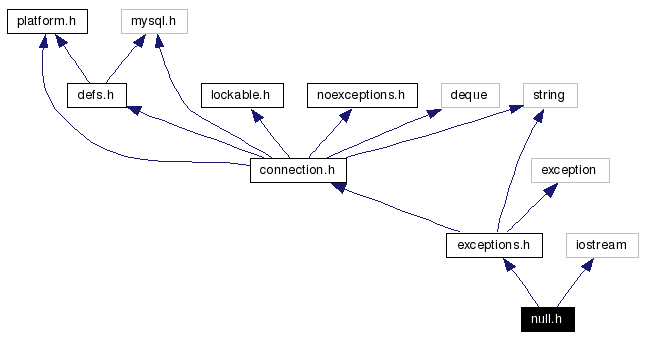 platform.h
mysql.h
defs.h
lockable.h
noexceptions.h
deque
string
connection.h
exception
exceptions.h
iostream
null.h